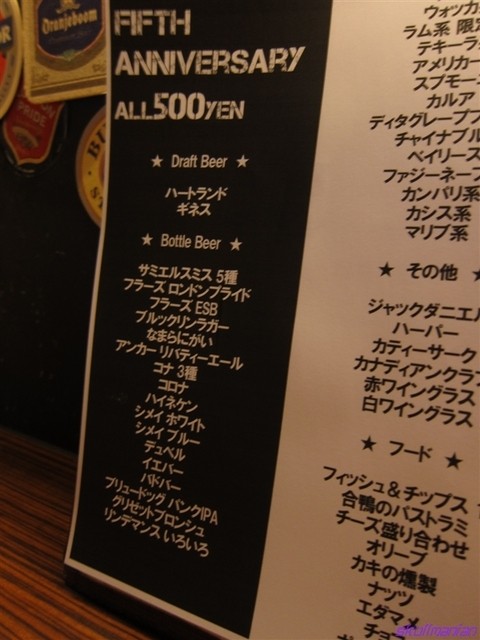 Oranjeboom
PRIDE
FIFTH
ANNIVERSARY
ALL500YEN
★ Draft Beer ★
ハートランド
ギネス
★ Bottle Beer ★
サミエルスミス 5種
フラーズ ロンドンプライド
フラーズ ESB
ブルックリンラガー
なまらにがい
アンカー リバティーエール
コナ 3種
コロナ
ハイネケン
シメイ ホワイト
シメイ ブルー
デュベル
イエバー
バドバー
ブリュードッグ パンクIPA
グリゼットブロンシュ
リンデマンス いろいろ
ウォッカ
ラム系 限定
テキーラ
アメリカー
スプモー
カルア
ディタグレープフ
チャイナブル
ベイリース
ファジーネーブ
カンパリ系
カシス系
マリブ系
★ その他 ★
ジャックダニエル
ハーパー
カティーサーク
カナディアンクラブ
赤ワイングラス
白ワイングラス
★ フード ★
フィッシュ＆チップス
合鴨のパストラミ
チーズ盛り合わせ
オリーブ
カキの燻製
ナッツ
エダマメ
チョ